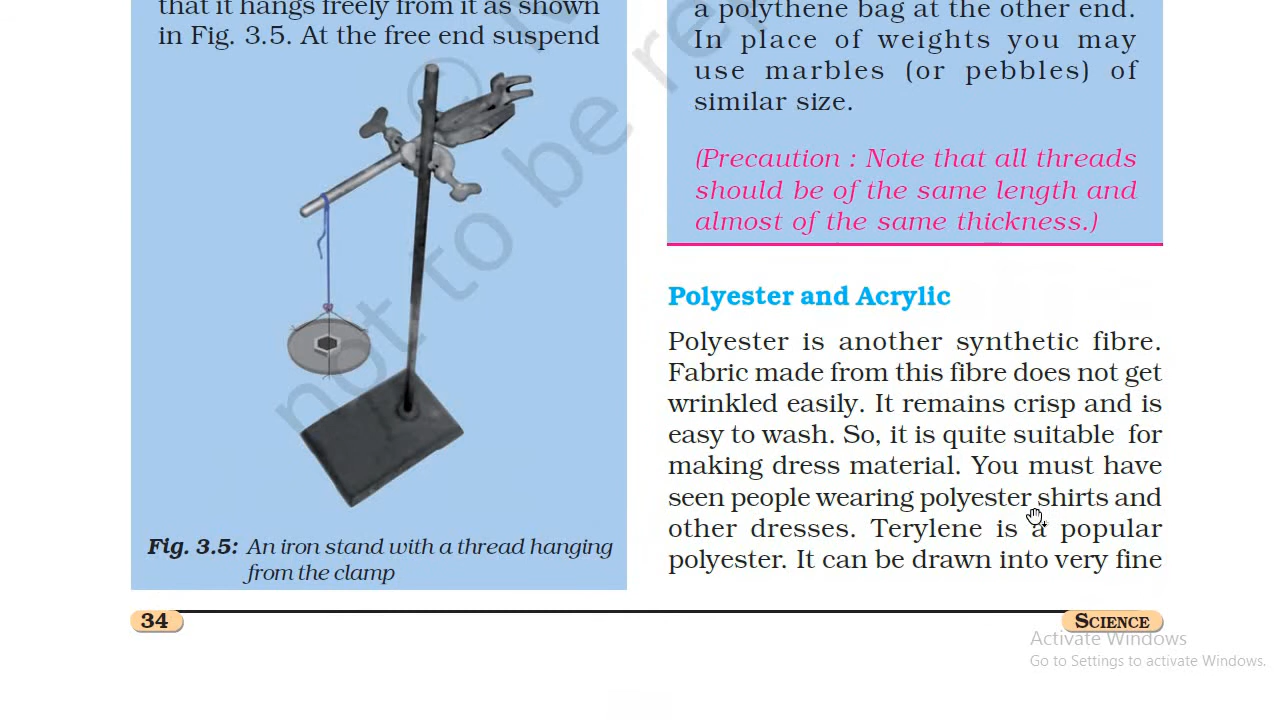 that it hangs freely from it as shown
in Fig. 3.5. At the free end suspend
Fig. 3.5: An iron stand with a thread hanging
from the clamp
a polythene bag at the other end.
In place of weights you may
use marbles (or pebbles) of
similar size.
(Precaution : Note that all threads
should be of the same length and
almost of the same thickness.)
Polyester and Acrylic
Polyester is another synthetic fibre.
Fabric made from this fibre does not get
wrinkled easily. It remains crisp and is
easy to wash. So, it is quite suitable for
making dress material. You must have
seen people wearing polyester shirts and
other dresses. Terylene is a popular
polyester. It can be drawn into very fine
34
SCIENCE
Activate Windows
Go to Settings to activate Windows.
not to be